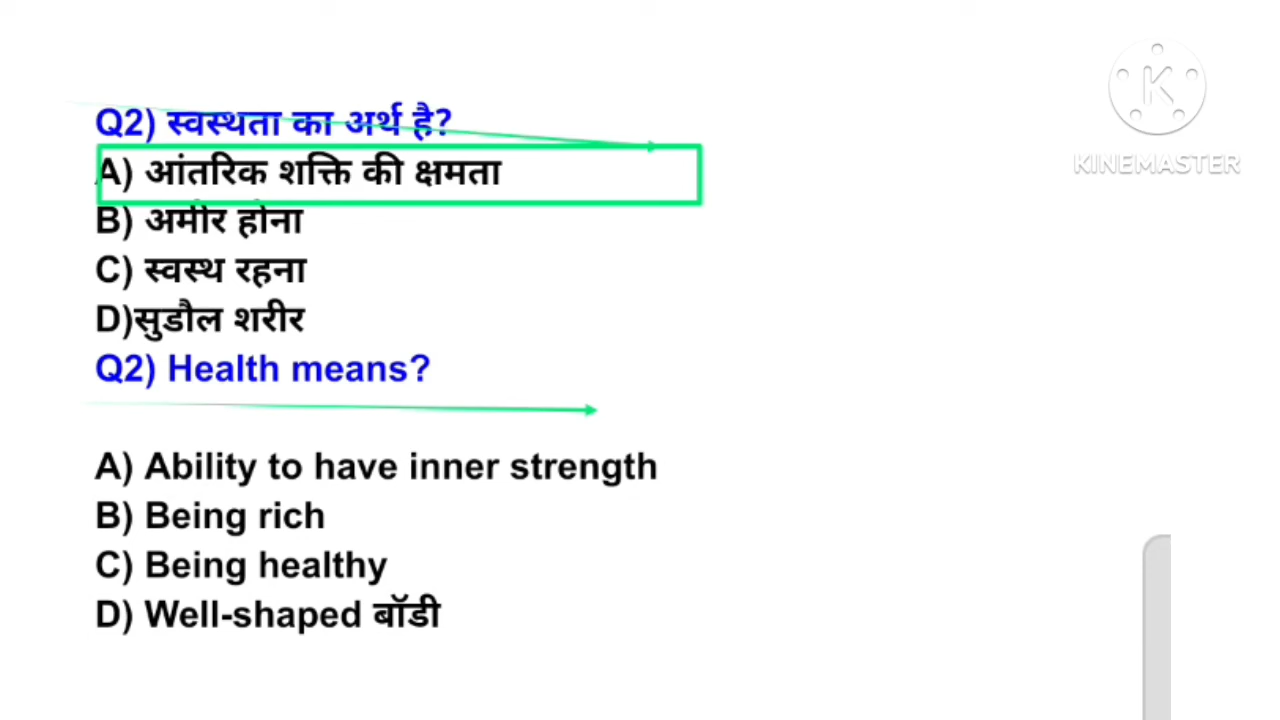 Q2) स्वस्थता का अर्थ है?
A) आंतरिक शक्ति की क्षमता
B) अमीर होना
C) स्वस्थ रहना
D)सुडौल शरीर
Q2) Health means?
A) Ability to have inner strength
B) Being rich
C) Being healthy
D) Well-shaped बॉडी
K
KINEMASTER